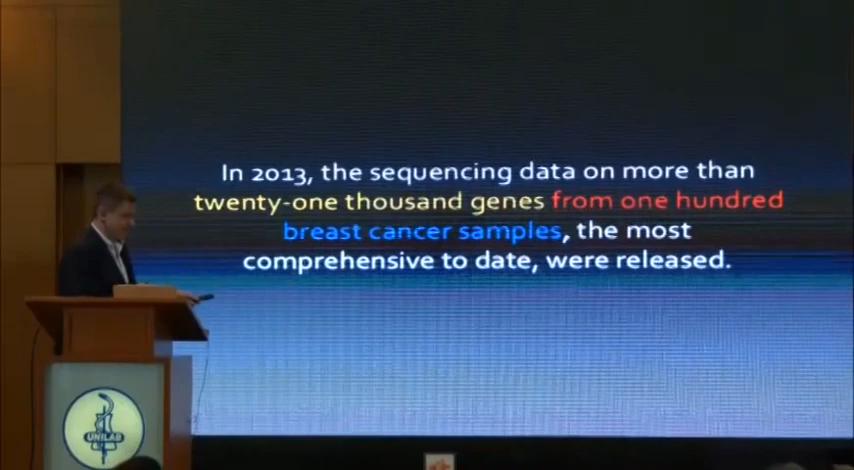 In 2013, the sequencing data on more than
twenty-one thousand genes from one hundred
breast cancer samples, the most
comprehensive to date, were released.
UNILAB